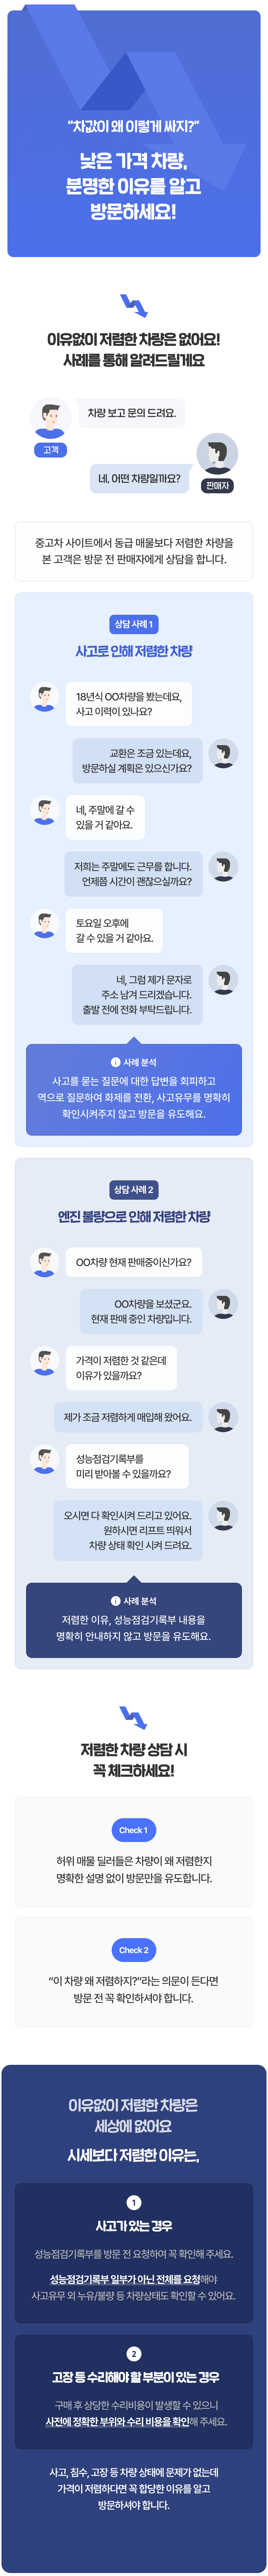 "차값이 왜 이렇게 싸지?"
낮은 가격 차량,
분명한 이유를 알고
방문하세요!
이유없이 저렴한 차량은 없어요!
사례를 통해 알려드릴게요
차량 보고 문의 드려요.
고객
네, 어떤 차량일까요?
판매자
중고차 사이트에서 동급 매물보다 저렴한 차량을
본 고객은 방문 전 판매자에게 상담을 합니다.
상담 사례 1
사고로 인해 저렴한 차량
18년식 OO차량을 봤는데요,
사고 이력이 있나요?
교환은 조금 있는데요,
방문하실 계획은 있으신가요?
네, 주말에 갈 수
있을 거 같아요.
저희는 주말에도 근무를 합니다.
언제쯤 시간이 괜찮으실까요?
토요일 오후에
갈 수 있을 거 같아요.
네, 그럼 제가 문자로
주소 남겨 드리겠습니다.
출발 전에 전화 부탁드립니다.
사례 분석
사고를 묻는 질문에 대한 답변을 회피하고
역으로 질문하여 화제를 전환, 사고유무를 명확히
확인시켜주지 않고 방문을 유도해요.
상담 사례 2
엔진 불량으로 인해 저렴한 차량
OO차량 현재 판매중이신가요?
OO차량을 보셨군요.
현재 판매 중인 차량입니다.
가격이 저렴한 것 같은데
이유가 있을까요?
제가 조금 저렴하게 매입해 왔어요.
성능점검기록부를
미리 받아볼 수 있을까요?
오시면 다 확인시켜 드리고 있어요.
원하시면 리프트 띄워서
차량 상태 확인 시켜 드려요.
사례 분석
저렴한 이유, 성능점검기록부 내용을
명확히 안내하지 않고 방문을 유도해요.
저렴한 차량 상담 시
꼭 체크하세요!
Check 1
허위 매물 딜러들은 차량이 왜 저렴한지
명확한 설명 없이 방문만을 유도합니다.
Check 2
“이 차량 왜 저렴하지?”라는 의문이 든다면
방문 전 꼭 확인하셔야 합니다.
이유없이 저렴한 차량은
세상에 없어요
시세보다 저렴한 이유는,
1
사고가 있는 경우
성능점검기록부를 방문 전 요청하여 꼭 확인해 주세요.
성능점검기록부 일부가 아닌 전체를 요청해야
사고유무 외 누유/불량 등 차량상태도 확인할 수 있어요.
2
고장 등 수리해야 할 부분이 있는 경우
구매 후 상당한 수리비용이 발생할 수 있으니
사전에 정확한 부위와 수리 비용을 확인해 주세요.
사고, 침수, 고장 등 차량 상태에 문제가 없는데
가격이 저렴하다면 꼭 합당한 이유를 알고
방문하셔야 합니다.